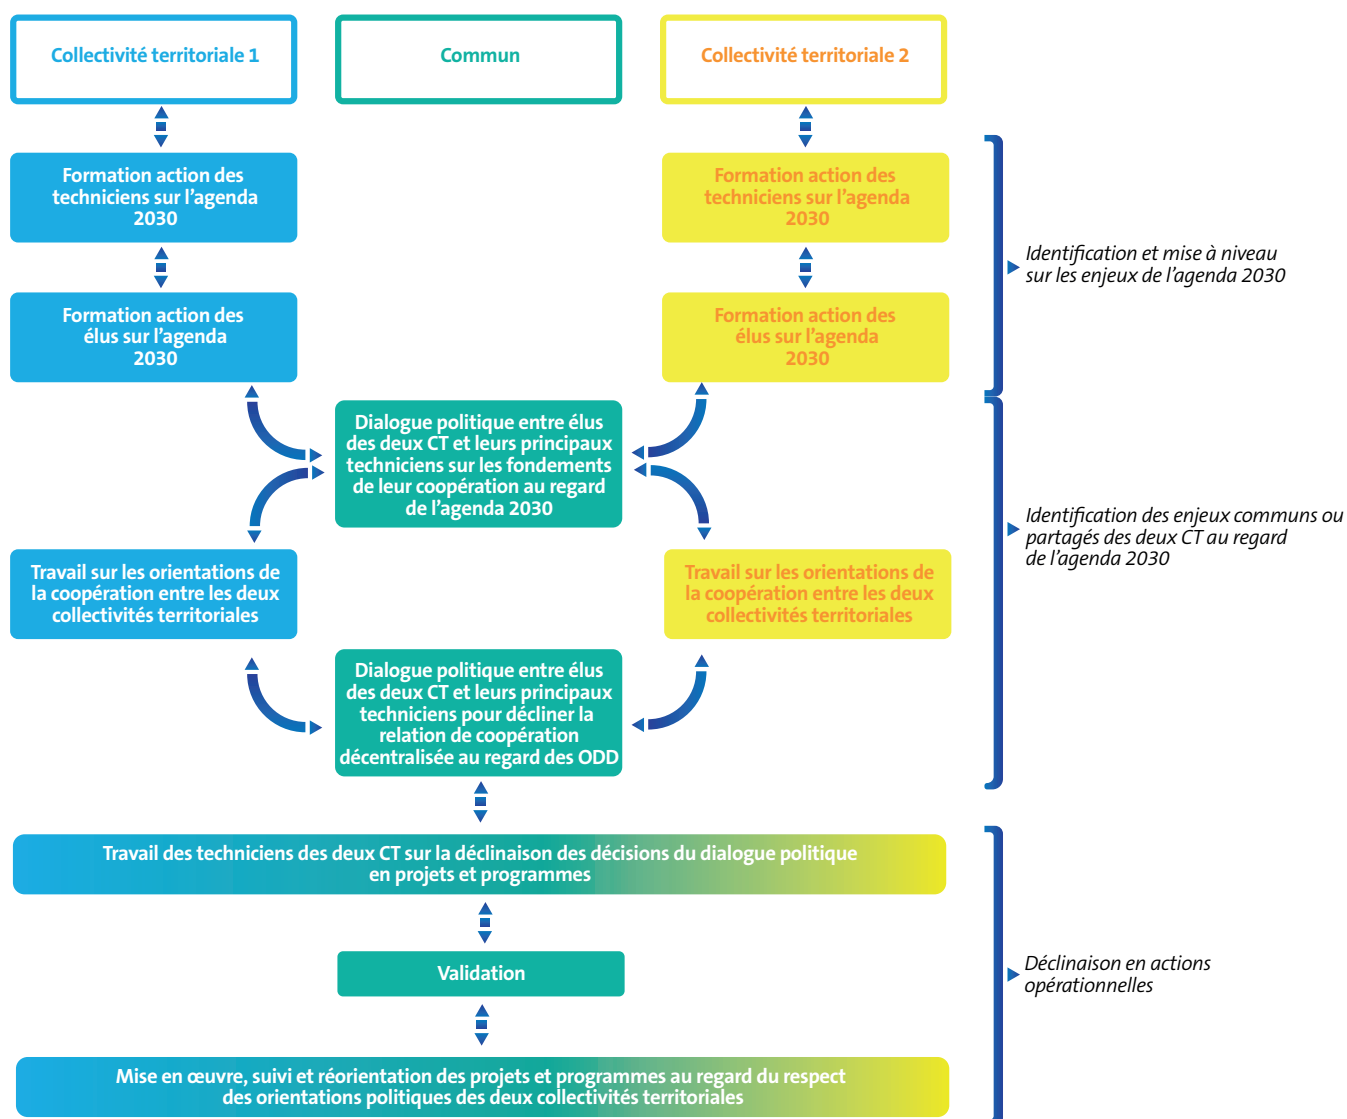 Collectivité territoriale 1
Commun
Collectivité territoriale 2
Formation action des
techniciens sur l’agenda
2030
Formation action des
techniciens sur l’agenda
2030
Identification et mise à niveau
sur les enjeux de l’agenda 2030
Formation action des
élus sur l’agenda
2030
Formation action des
élus sur l’agenda
2030
Dialogue politique entre élus
des deux CT et leurs principaux
techniciens sur les fondements
de leur coopération au regard
de l’agenda 2030
Identification des enjeux communs ou
partagés des deux CT au regard
de l’agenda 2030
Travail sur les orientations de
la coopération entre les deux
collectivités territoriales
Travail sur les orientations de
la coopération entre les deux
collectivités territoriales
Dialogue politique entre élus
des deux CT et leurs principaux
techniciens pour décliner la
relation de coopération
décentralisée au regard des ODD
Travail des techniciens des deux CT sur la déclinaison des décisions du dialogue politique
en projets et programmes
Validation
Déclinaison en actions
opérationnelles
Mise en œuvre, suivi et réorientation des projets et programmes au regard du respect
des orientations politiques des deux collectivités territoriales